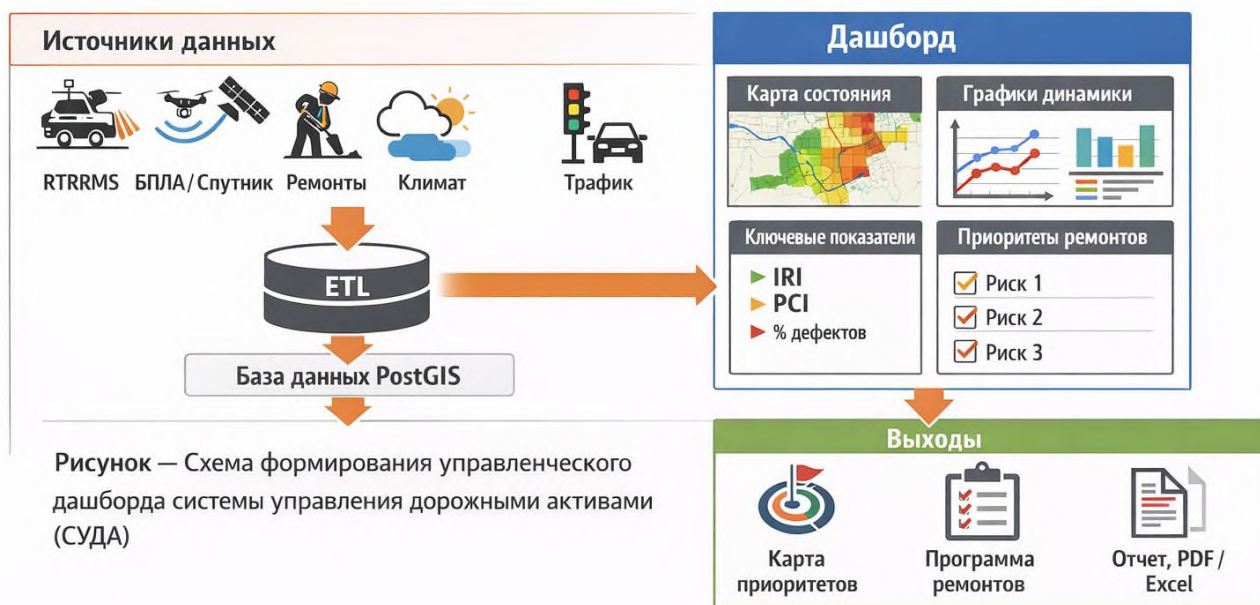 Источники данных
RTRRMS
БПЛА / Спутник
Ремонты
Климат
Трафик
ETL
База данных PostGIS
Рисунок — Схема формирования управленческого
дашборда системы управления дорожными активами
(СУДА)
Дашборд
Карта состояния
Графики динамики
Ключевые показатели
IRI
PCI
% дефектов
Приоритеты ремонтов
Риск 1
Риск 2
Риск 3
Выходы
Карта
приоритетов
Программа
ремонтов
Отчет, PDF /
Excel